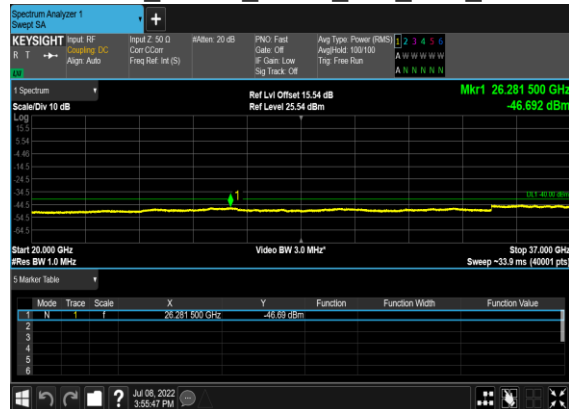 Spectrum Analyzer 1
Swept SA
+
KEYSIGHT Input: RF Input Z: 50 Ω #Atten: 20 dB PNO: Fast Avg Type: Power (RMS) 1 2 3 4 5 6
R T Coupling: DC Corr CCorr Gate: Off Avg|Hold: 100/100 A W W W W W
Align: Auto Freq Ref: Int (S) IF Gain: Low Trig: Free Run
Sig Track: Off A N N N N N
LXI
1 Spectrum Ref Lvl Offset 15.54 dB Mkr1 26.281 500 GHz
Scale/Div 10 dB Ref Level 25.54 dBm -46.692 dBm
Log
15.5
5.54
-4.46
-14.5
-24.5
-34.5
1
DL1 -40.00 dBm
-44.5
-54.5
-64.5
Start 20.000 GHz Video BW 3.0 MHz* Stop 37.000 GHz
#Res BW 1.0 MHz Sweep ~33.9 ms (40001 pts)
5 Marker Table
Mode Trace Scale X Y Function Function Width Function Value
1 N 1 f 26.281 500 GHz -46.69 dBm
2
3
4
5
6
? Jul 08, 2022
3:55:47 PM